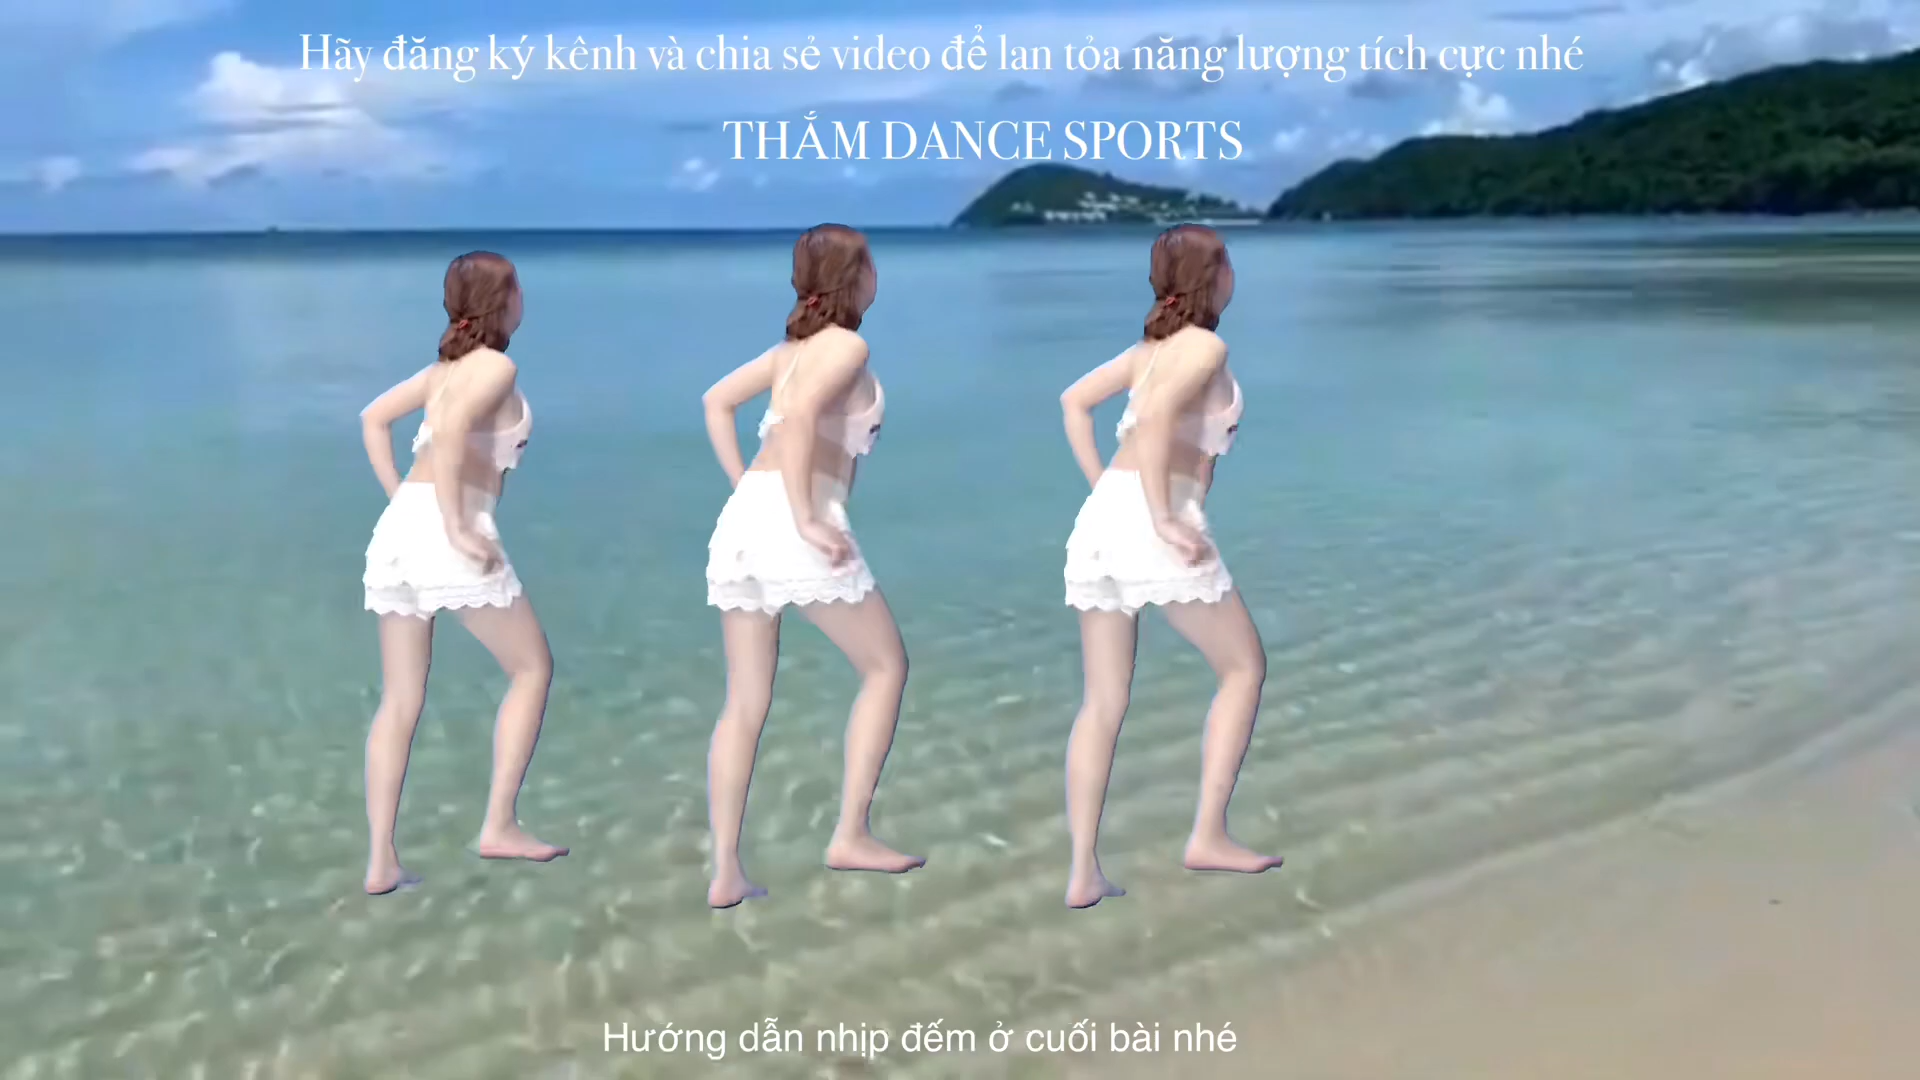 Hãy đăng ký kênh và chia sẻ video để lan tỏa năng lượng tích cực nhé
THẮM DANCE SPORTS
Hướng dẫn nhịp đếm ở cuối bài nhé